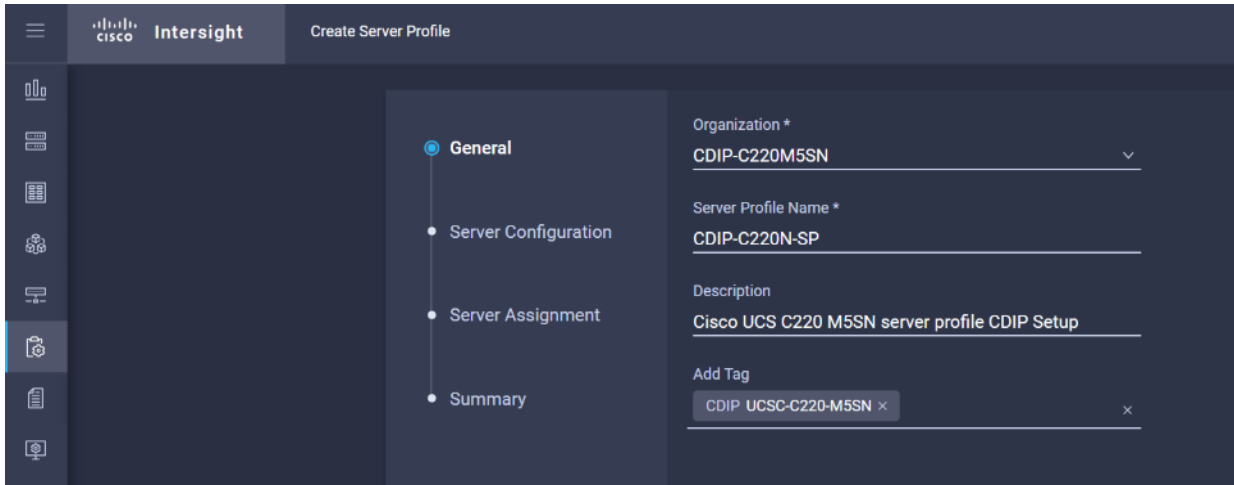 cisco Intersight Create Server Profile
General
Server Configuration
Server Assignment
Summary
Organization *
CDIP-C220M5SN
Server Profile Name *
CDIP-C220N-SP
Description
Cisco UCS C220 M5SN server profile CDIP Setup
Add Tag
CDIP UCSC-C220-M5SN ×